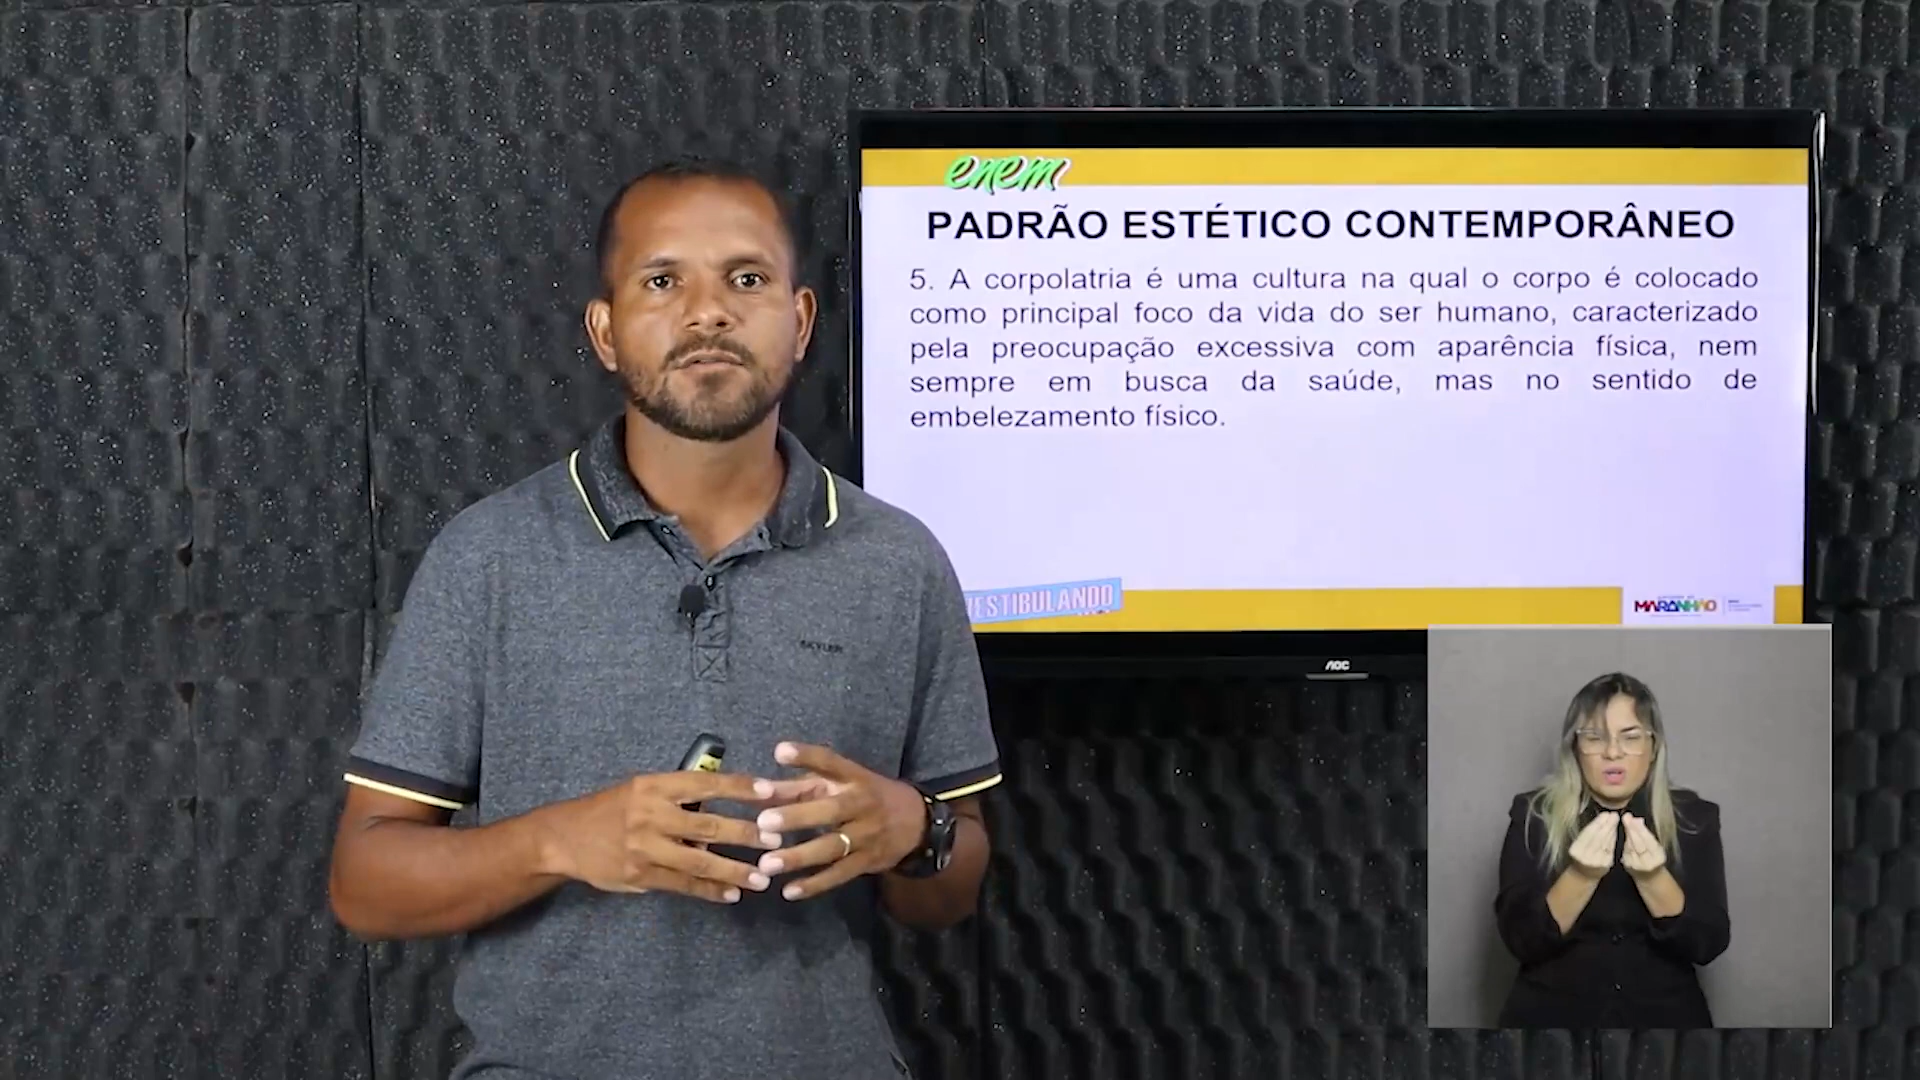 enem
PADRÃO ESTÉTICO CONTEMPORÂNEO
5. A corpolatria é uma cultura na qual o corpo é colocado
como principal foco da vida do ser humano, caracterizado
pela preocupação excessiva com aparência física, nem
sempre em busca da saúde, mas no sentido de
embelezamento físico.
VESTIBULANDO
MARANHÃO
AOC